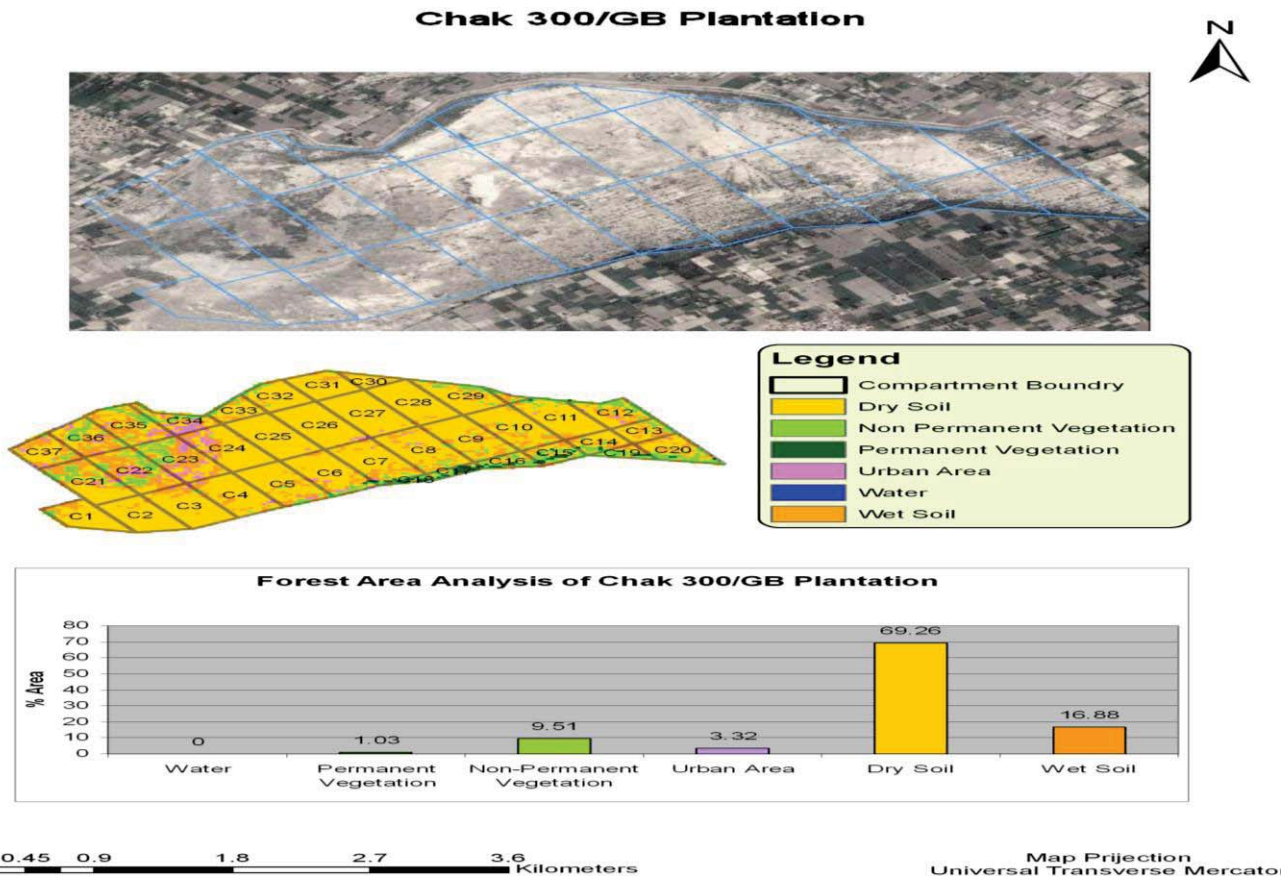 Chak 300/GB Plantation
N
C31 C30
C32 C28 C29
C33 C27 C12
C35 C34 C26 C11
C36 C25 C10 C13
C37 C24 C9 C14
C22 C23 C8 C15 C19 C20
C21 C6 C7 C16
C5 C17
C4 C18
C1 C2 C3
Legend
Compartment Boundry
Dry Soil
Non Permanent Vegetation
Permanent Vegetation
Urban Area
Water
Wet Soil
Forest Area Analysis of Chak 300/GB Plantation
% Area
80
70
60
50
40
30
20
10
0
0 1.03 9.51 3.32 69.26 16.88
Water Permanent Vegetation Non-Permanent Vegetation Urban Area Dry Soil Wet Soil
0.45 0.9 1.8 2.7 3.6
Kilometers
Map Prijection
Universal Transverse Mercator